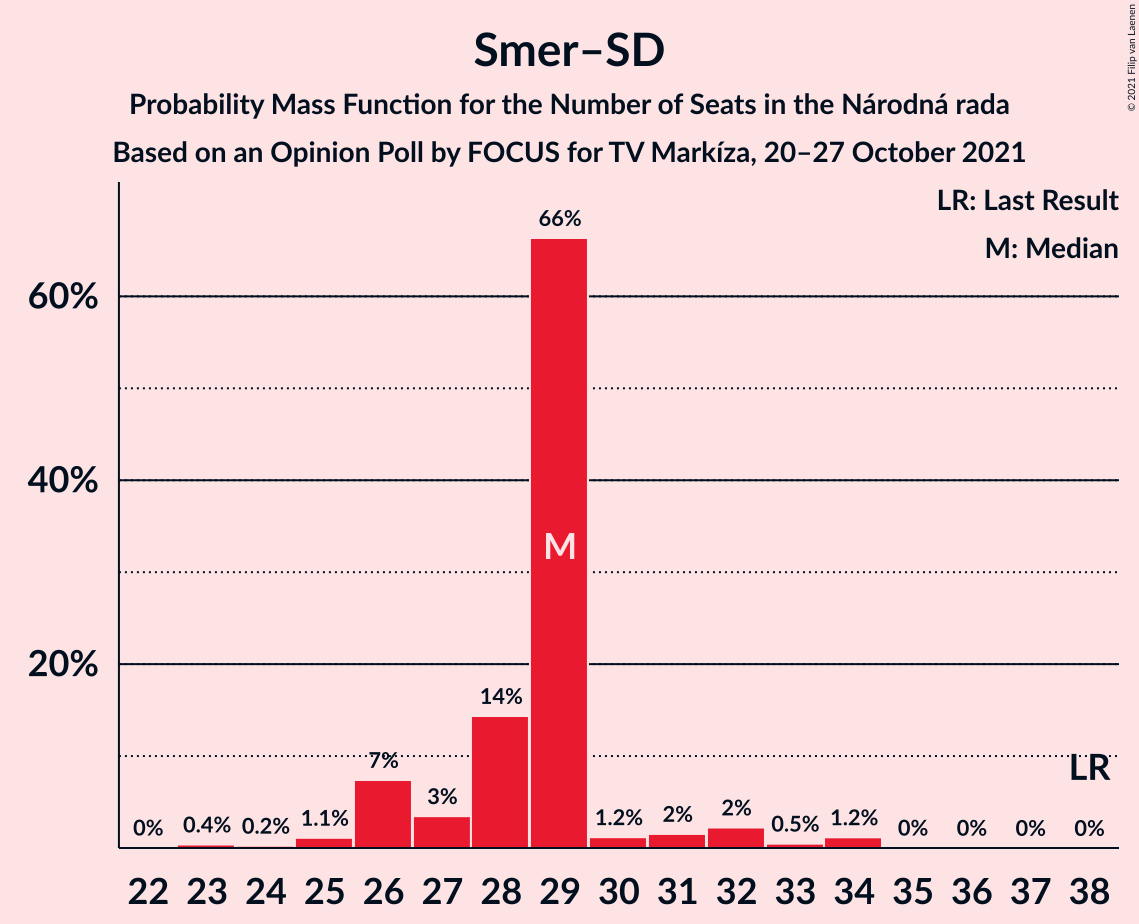 Smer–SD
Probability Mass Function for the Number of Seats in the Národná rada
Based on an Opinion Poll by FOCUS for TV Markíza, 20–27 October 2021
© 2021 Filip van Laenen
LR: Last Result
M: Median
60%
40%
20%
0%
0.4%
0.2%
1.1%
7%
3%
14%
66%
M
1.2%
2%
2%
0.5%
1.2%
0%
0%
0%
0%
LR
22 23 24 25 26 27 28 29 30 31 32 33 34 35 36 37 38